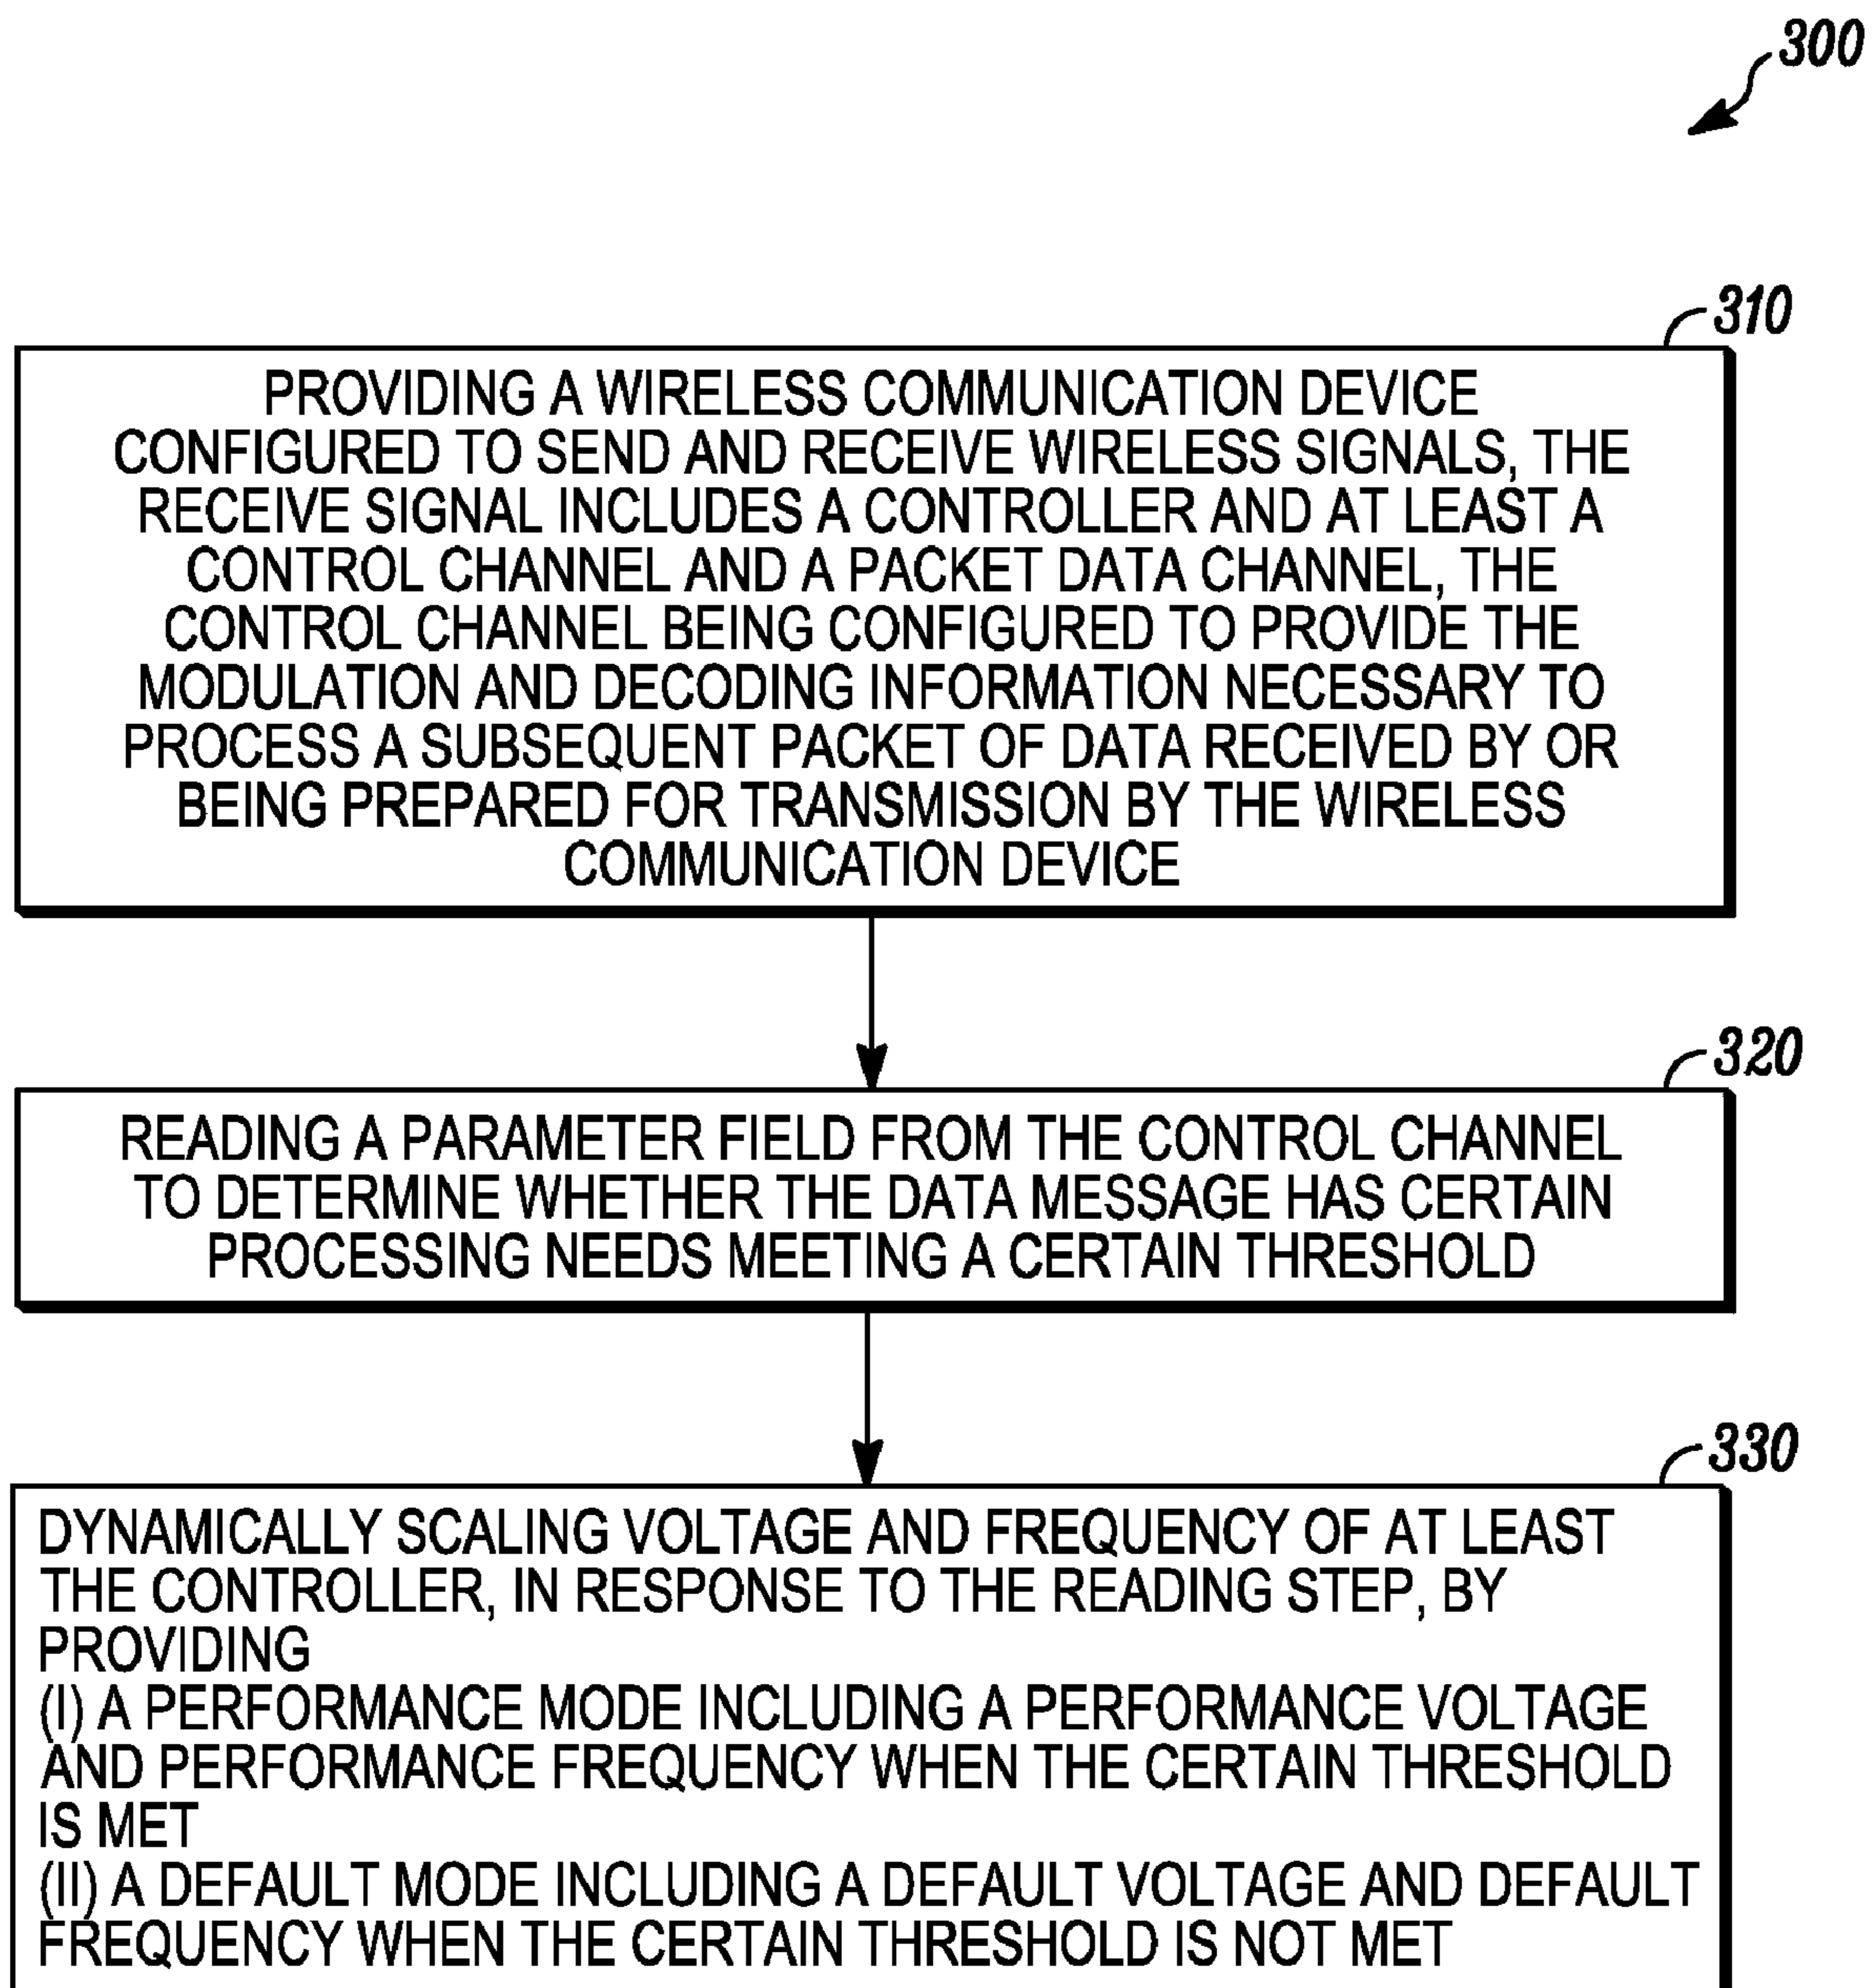 300
310
PROVIDING A WIRELESS COMMUNICATION DEVICE
CONFIGURED TO SEND AND RECEIVE WIRELESS SIGNALS, THE
RECEIVE SIGNAL INCLUDES A CONTROLLER AND AT LEAST A
CONTROL CHANNEL AND A PACKET DATA CHANNEL, THE
CONTROL CHANNEL BEING CONFIGURED TO PROVIDE THE
MODULATION AND DECODING INFORMATION NECESSARY TO
PROCESS A SUBSEQUENT PACKET OF DATA RECEIVED BY OR
BEING PREPARED FOR TRANSMISSION BY THE WIRELESS
COMMUNICATION DEVICE
320
READING A PARAMETER FIELD FROM THE CONTROL CHANNEL
TO DETERMINE WHETHER THE DATA MESSAGE HAS CERTAIN
PROCESSING NEEDS MEETING A CERTAIN THRESHOLD
330
DYNAMICALLY SCALING VOLTAGE AND FREQUENCY OF AT LEAST
THE CONTROLLER, IN RESPONSE TO THE READING STEP, BY
PROVIDING
(I) A PERFORMANCE MODE INCLUDING A PERFORMANCE VOLTAGE
AND PERFORMANCE FREQUENCY WHEN THE CERTAIN THRESHOLD
IS MET
(II) A DEFAULT MODE INCLUDING A DEFAULT VOLTAGE AND DEFAULT
FREQUENCY WHEN THE CERTAIN THRESHOLD IS NOT MET